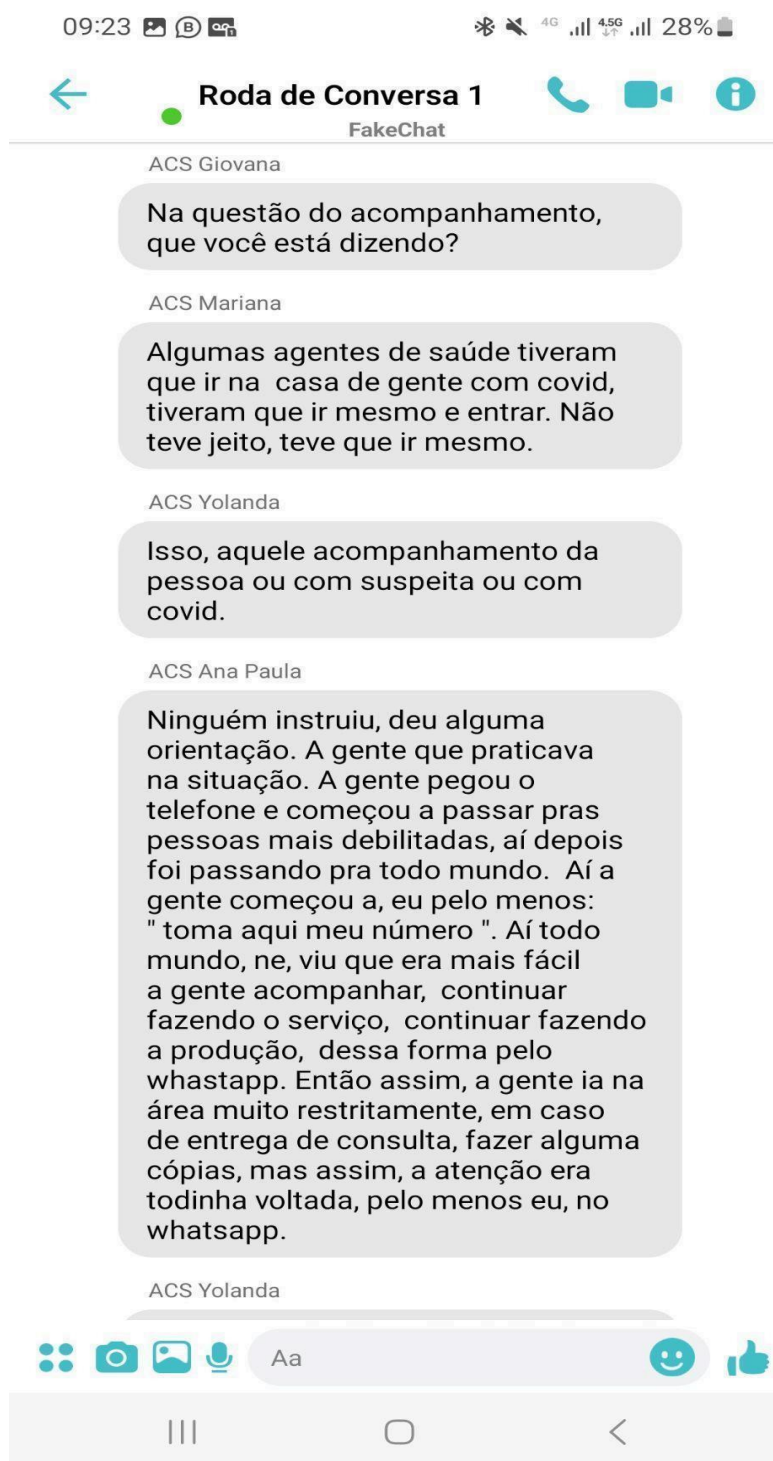 09:23
4G 4.5G 28%
Roda de Conversa 1
FakeChat
ACS Giovana
Na questão do acompanhamento,
que você está dizendo?
ACS Mariana
Algumas agentes de saúde tiveram
que ir na  casa de gente com covid,
tiveram que ir mesmo e entrar. Não
teve jeito, teve que ir mesmo.
ACS Yolanda
Isso, aquele acompanhamento da
pessoa ou com suspeita ou com
covid.
ACS Ana Paula
Ninguém instruiu, deu alguma
orientação. A gente que praticava
na situação. A gente pegou o
telefone e começou a passar pras
pessoas mais debilitadas, aí depois
foi passando pra todo mundo.  Aí a
gente começou a, eu pelo menos:
" toma aqui meu número ". Aí todo
mundo, ne, viu que era mais fácil
a gente acompanhar,  continuar
fazendo o serviço,  continuar fazendo
a produção,  dessa forma pelo
whastapp. Então assim, a gente ia na
área muito restritamente, em caso
de entrega de consulta, fazer alguma
cópias, mas assim, a atenção era
todinha voltada, pelo menos eu, no
whatsapp.
ACS Yolanda
Aa